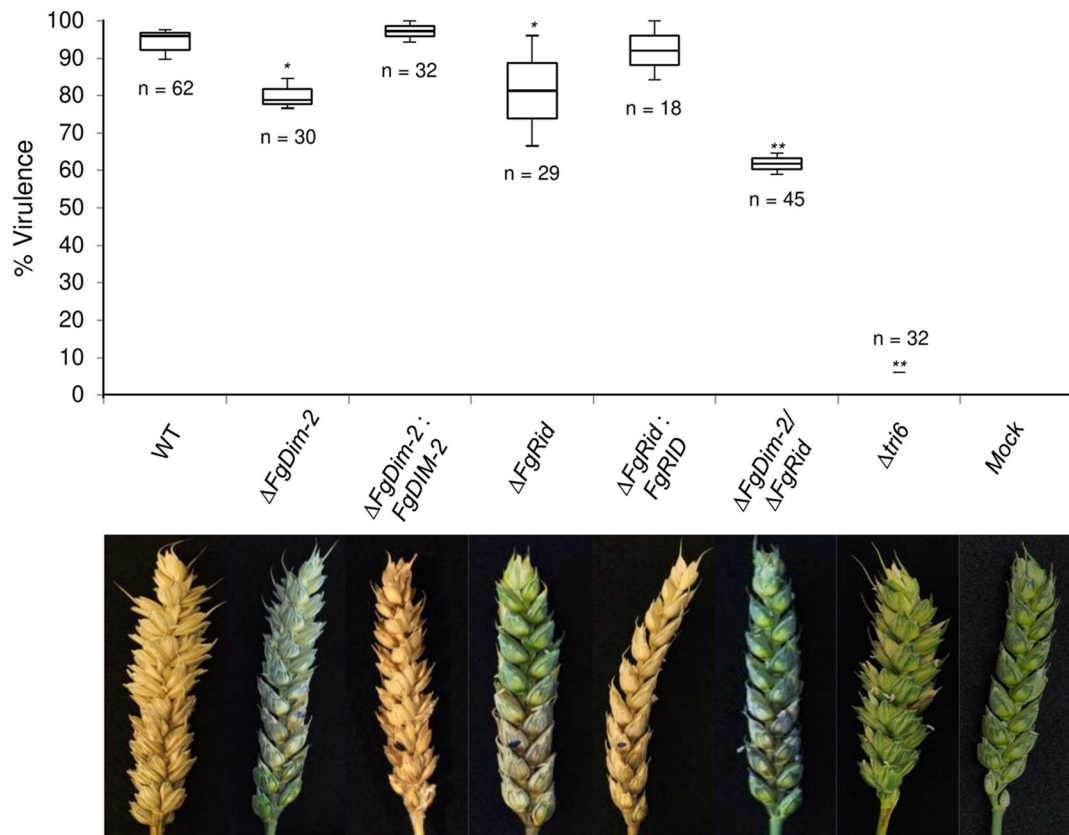 % Virulence
100
90
80
70
60
50
40
30
20
10
0
n = 62
*
n = 30
n = 32
*
n = 29
n = 18
**
n = 45
n = 32
**
WT
ΔFgDim-2
ΔFgDim-2 :
FgDIM-2
ΔFgRid
ΔFgRid :
FgRID
ΔFgDim-2/
ΔFgRid
Δtri6
Mock